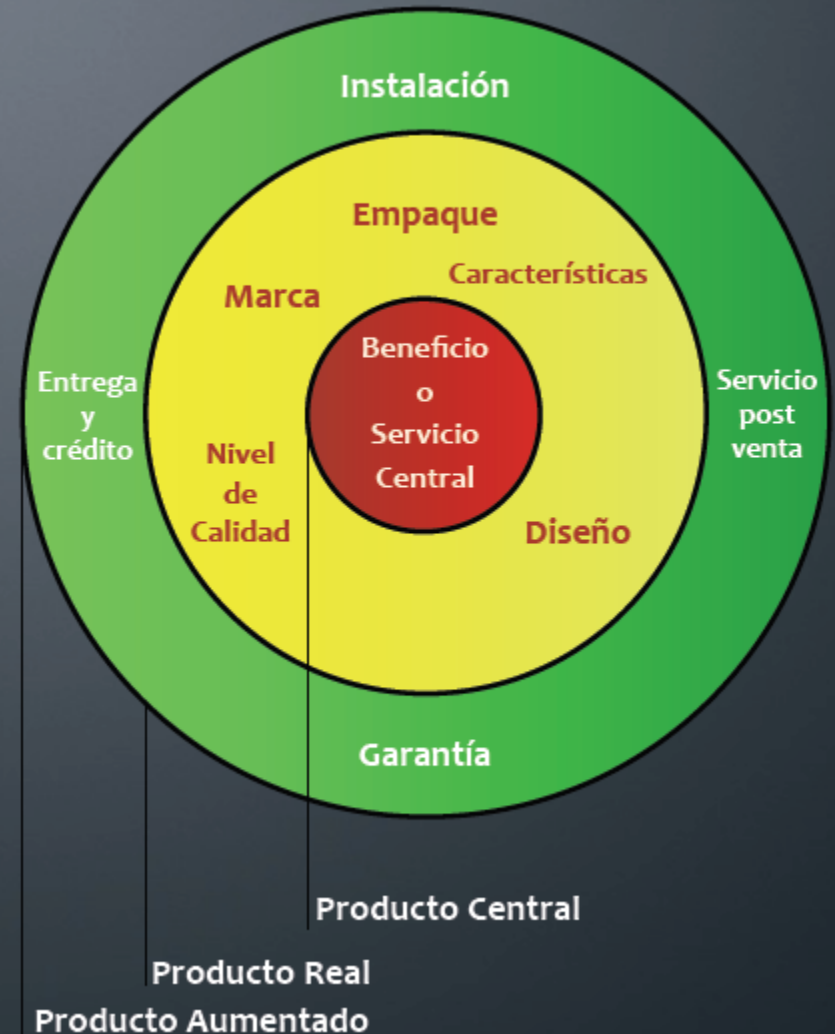 Instalación
Empaque
Características
Marca
Beneficio
o
Servicio
Central
Entrega
y
crédito
Servicio
post
venta
Nivel
de
Calidad
Diseño
Garantía
Producto Central
Producto Real
Producto Aumentado